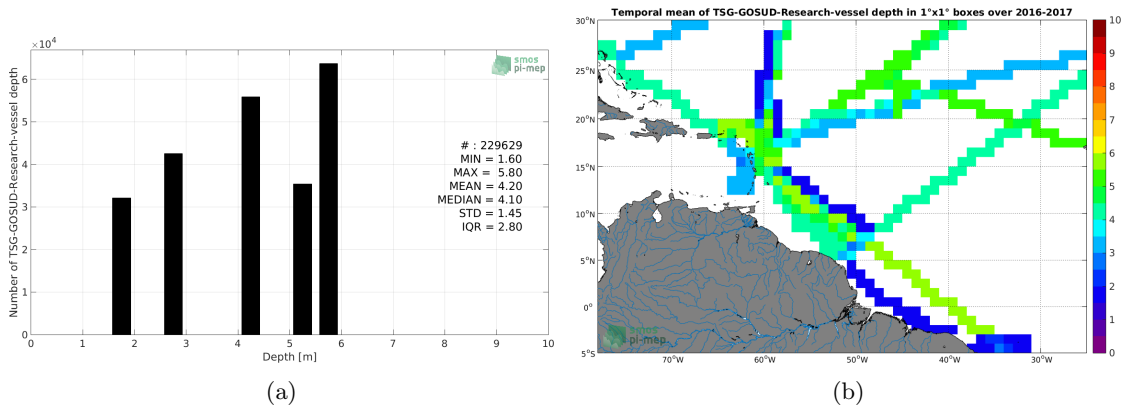 ×10⁴
Number of TSG-GOSUD-Research-vessel depth
6
5
4
3
2
1
0
0 1 2 3 4 5 6 7 8 9 10
Depth [m]
smos
pi-mep
# : 229629
MIN = 1.60
MAX = 5.80
MEAN = 4.20
MEDIAN = 4.10
STD = 1.45
IQR = 2.80
(a)
Temporal mean of TSG-GOSUD-Research-vessel depth in 1°x1° boxes over 2016-2017
30°N
25°N
20°N
15°N
10°N
5°N
0°
5°S
70°W 60°W 50°W 40°W 30°W
smos
pi-mep
10
9
8
7
6
5
4
3
2
1
0
(b)